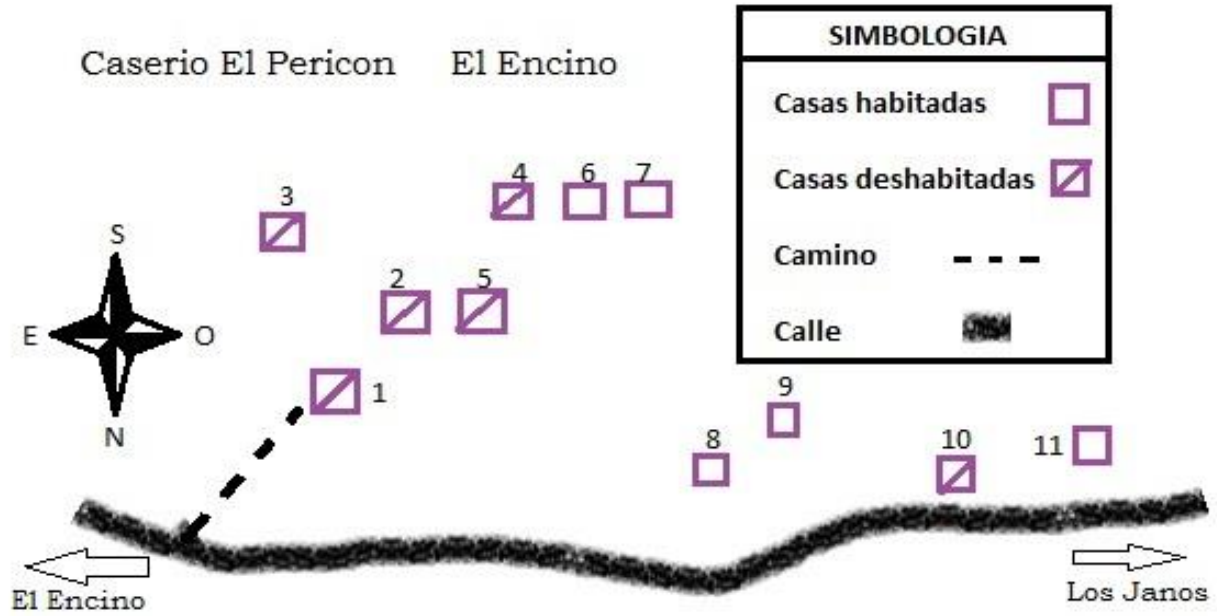 Caserio El Pericon El Encino
SIMBOLOGIA
Casas habitadas
Casas deshabitadas
Camino
Calle
S
E
O
N
3
4
6
7
2
5
1
9
8
10
11
El Encino
Los Janos